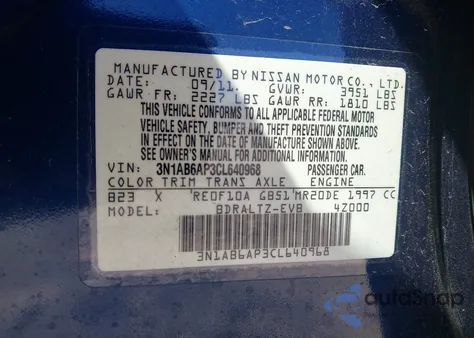 MANUFACTURED BY NISSAN MOTOR CO., LTD.
DATE: 09/11 GVWR: 3951 LBS
GAWR FR: 2227 LBS GAWR RR: 1810 LBS
THIS VEHICLE CONFORMS TO ALL APPLICABLE FEDERAL MOTOR
VEHICLE SAFETY, BUMPER AND THEFT PREVENTION STANDARDS
IN EFFECT ON THE DATE OF MANUFACTURE SHOWN ABOVE.
SEE OWNER'S MANUAL FOR ADDITIONAL INFORMATION.
VIN: 3N1AB6AP3CL640968 PASSENGER CAR.
COLOR TRIM TRANS AXLE ENGINE
823 X RE0F10A GB51 MR20DE 1997 CC
MODEL: BDRALTZ-EVB 4Z000
3N1AB6AP3CL640968
autoSnap